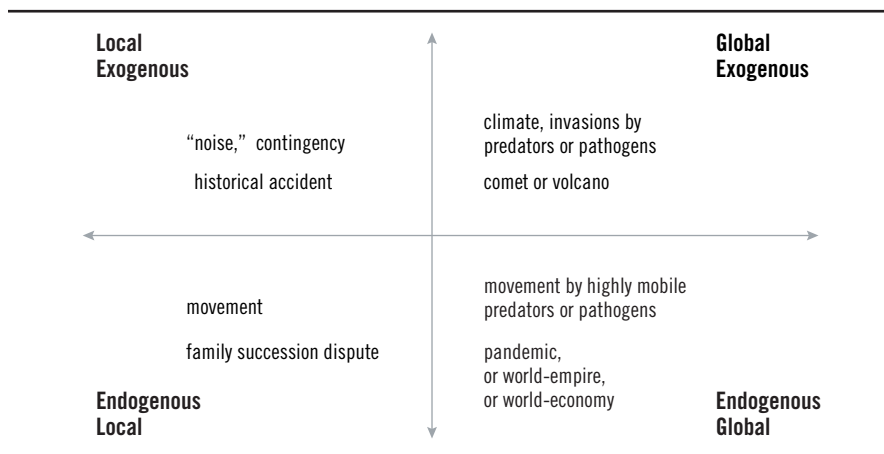 Local
Exogenous
Global
Exogenous
“noise,” contingency
historical accident
climate, invasions by
predators or pathogens
comet or volcano
movement
family succession dispute
movement by highly mobile
predators or pathogens
pandemic,
or world-empire,
or world-economy
Endogenous
Local
Endogenous
Global